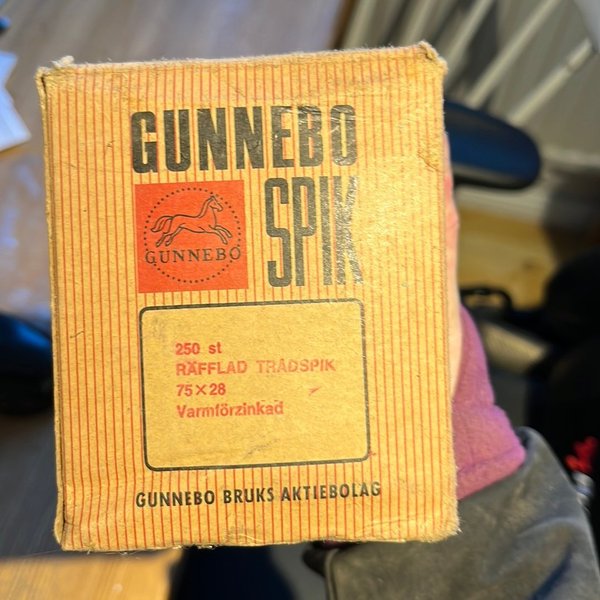 GUNNEBO
SPIK
GUNNEBO
250 st
RÄFFLAD TRÅDSPIK
75×28
Varmförzinkad
GUNNEBO BRUKS AKTIEBOLAG